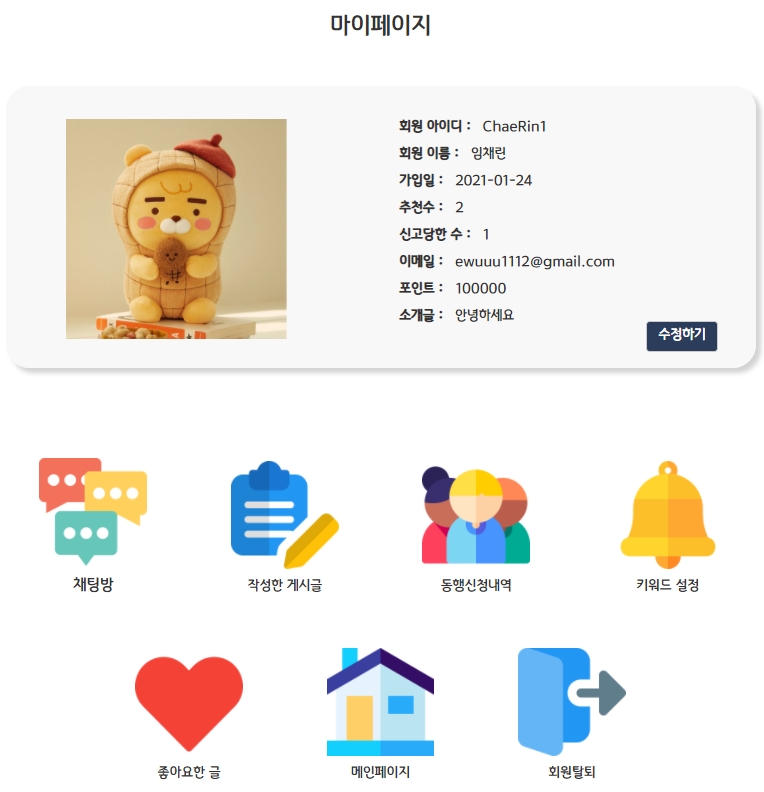 마이페이지
회원 아이디 : ChaeRin1
회원 이름 : 임채린
가입일 : 2021-01-24
추천수 : 2
신고당한 수 : 1
이메일 : ewuuu1112@gmail.com
포인트 : 100000
소개글 : 안녕하세요
수정하기
채팅방
작성한 게시글
동행신청내역
키워드 설정
좋아요한 글
메인페이지
회원탈퇴